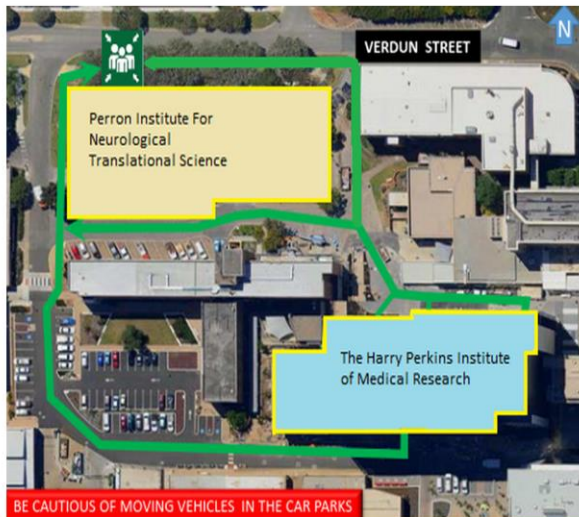 VERDUN STREET
N
Perron Institute For
Neurological
Translational Science
The Harry Perkins Institute
of Medical Research
BE CAUTIOUS OF MOVING VEHICLES IN THE CAR PARKS